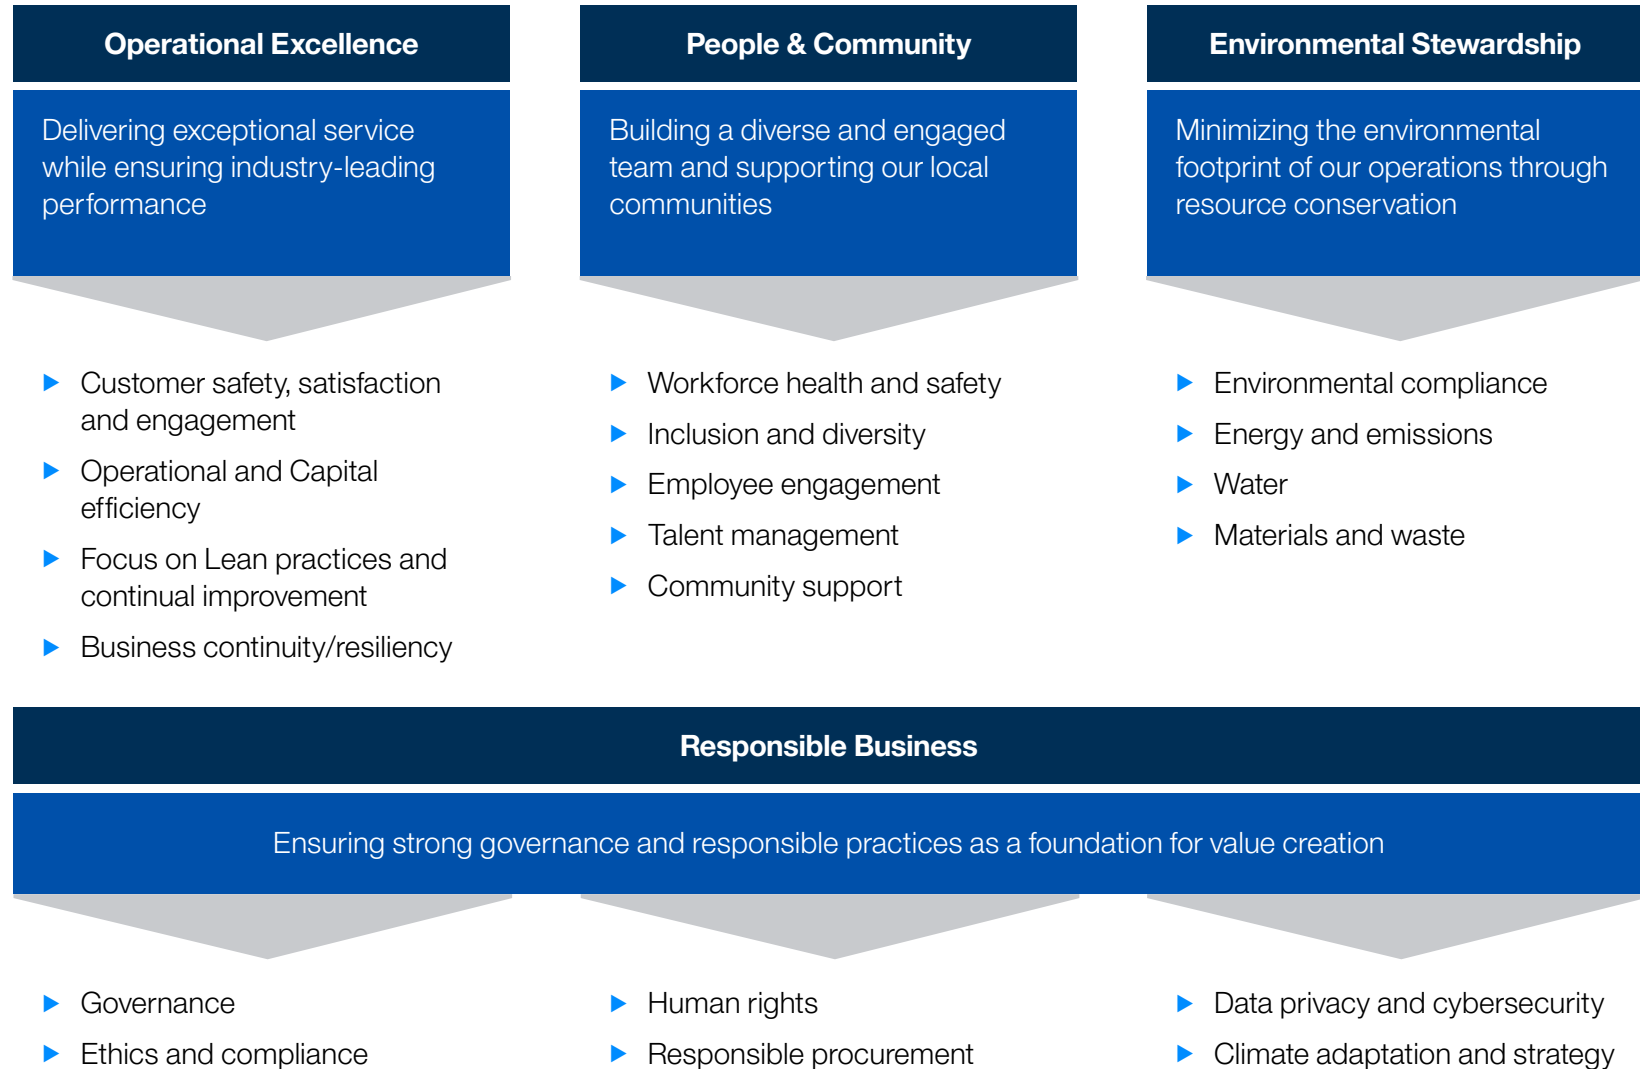 Operational Excellence
Delivering exceptional service
while ensuring industry-leading
performance
Customer safety, satisfaction
and engagement
Operational and Capital
efficiency
Focus on Lean practices and
continual improvement
Business continuity/resiliency
People & Community
Building a diverse and engaged
team and supporting our local
communities
Workforce health and safety
Inclusion and diversity
Employee engagement
Talent management
Community support
Environmental Stewardship
Minimizing the environmental
footprint of our operations through
resource conservation
Environmental compliance
Energy and emissions
Water
Materials and waste
Responsible Business
Ensuring strong governance and responsible practices as a foundation for value creation
Governance
Ethics and compliance
Human rights
Responsible procurement
Data privacy and cybersecurity
Climate adaptation and strategy